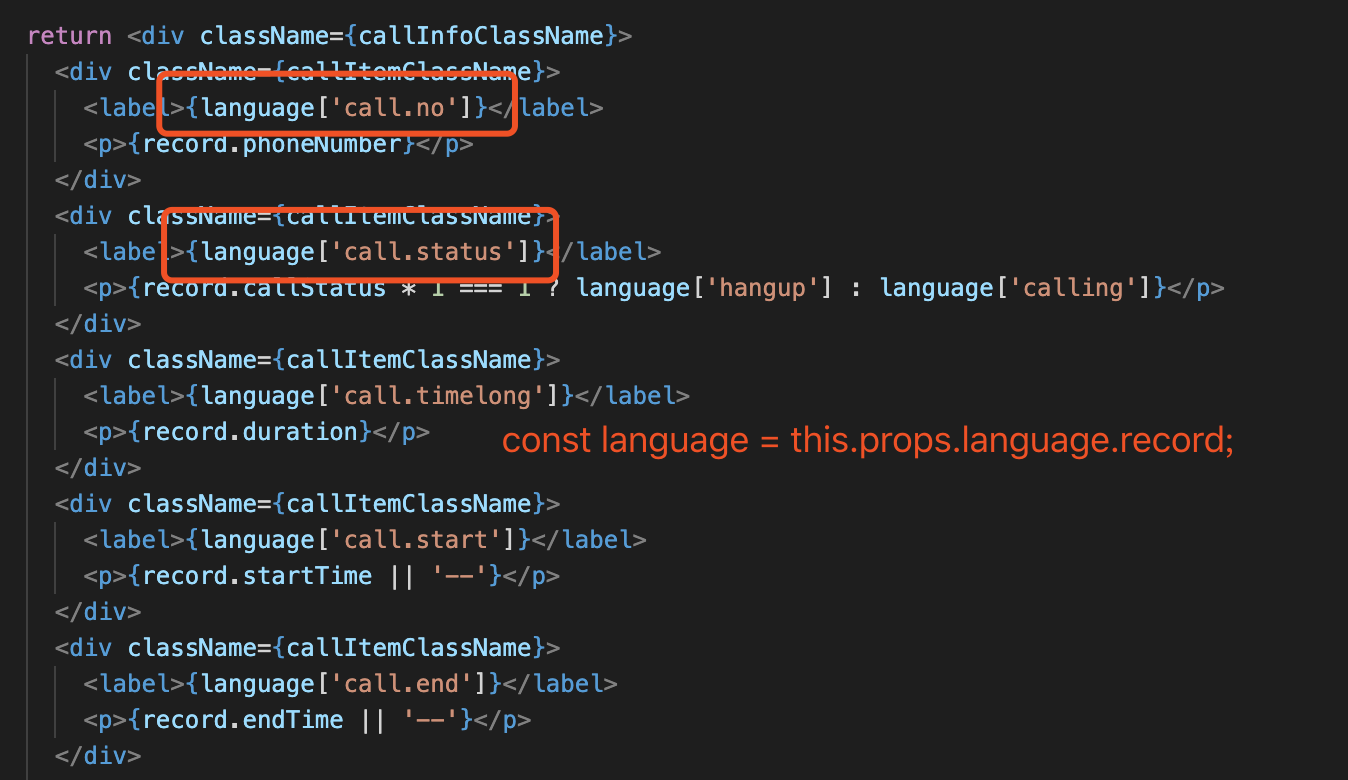 return <div className={callInfoClassName}>
<div className={callItemClassName}>
<label>{language['call.no']}</label>
<p>{record.phoneNumber}</p>
</div>
<div className={callItemClassName}>
<label>{language['call.status']}</label>
<p>{record.callStatus * 1 === 1 ? language['hangup'] : language['calling']}</p>
</div>
<div className={callItemClassName}>
<label>{language['call.timelong']}</label>
<p>{record.duration}</p>
const language = this.props.language.record;
</div>
<div className={callItemClassName}>
<label>{language['call.start']}</label>
<p>{record.startTime || '--'}</p>
</div>
<div className={callItemClassName}>
<label>{language['call.end']}</label>
<p>{record.endTime || '--'}</p>
</div>